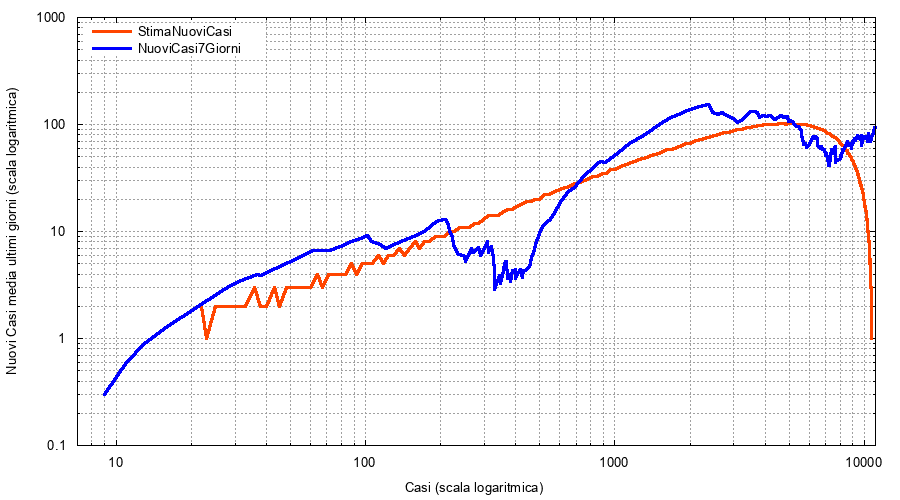 1000
StimaNuoviCasi
NuoviCasi7Giorni
100
10
1
0.1
Nuovi Casi media ultimi giorni (scala logaritmica)
10
100
1000
10000
Casi (scala logaritmica)